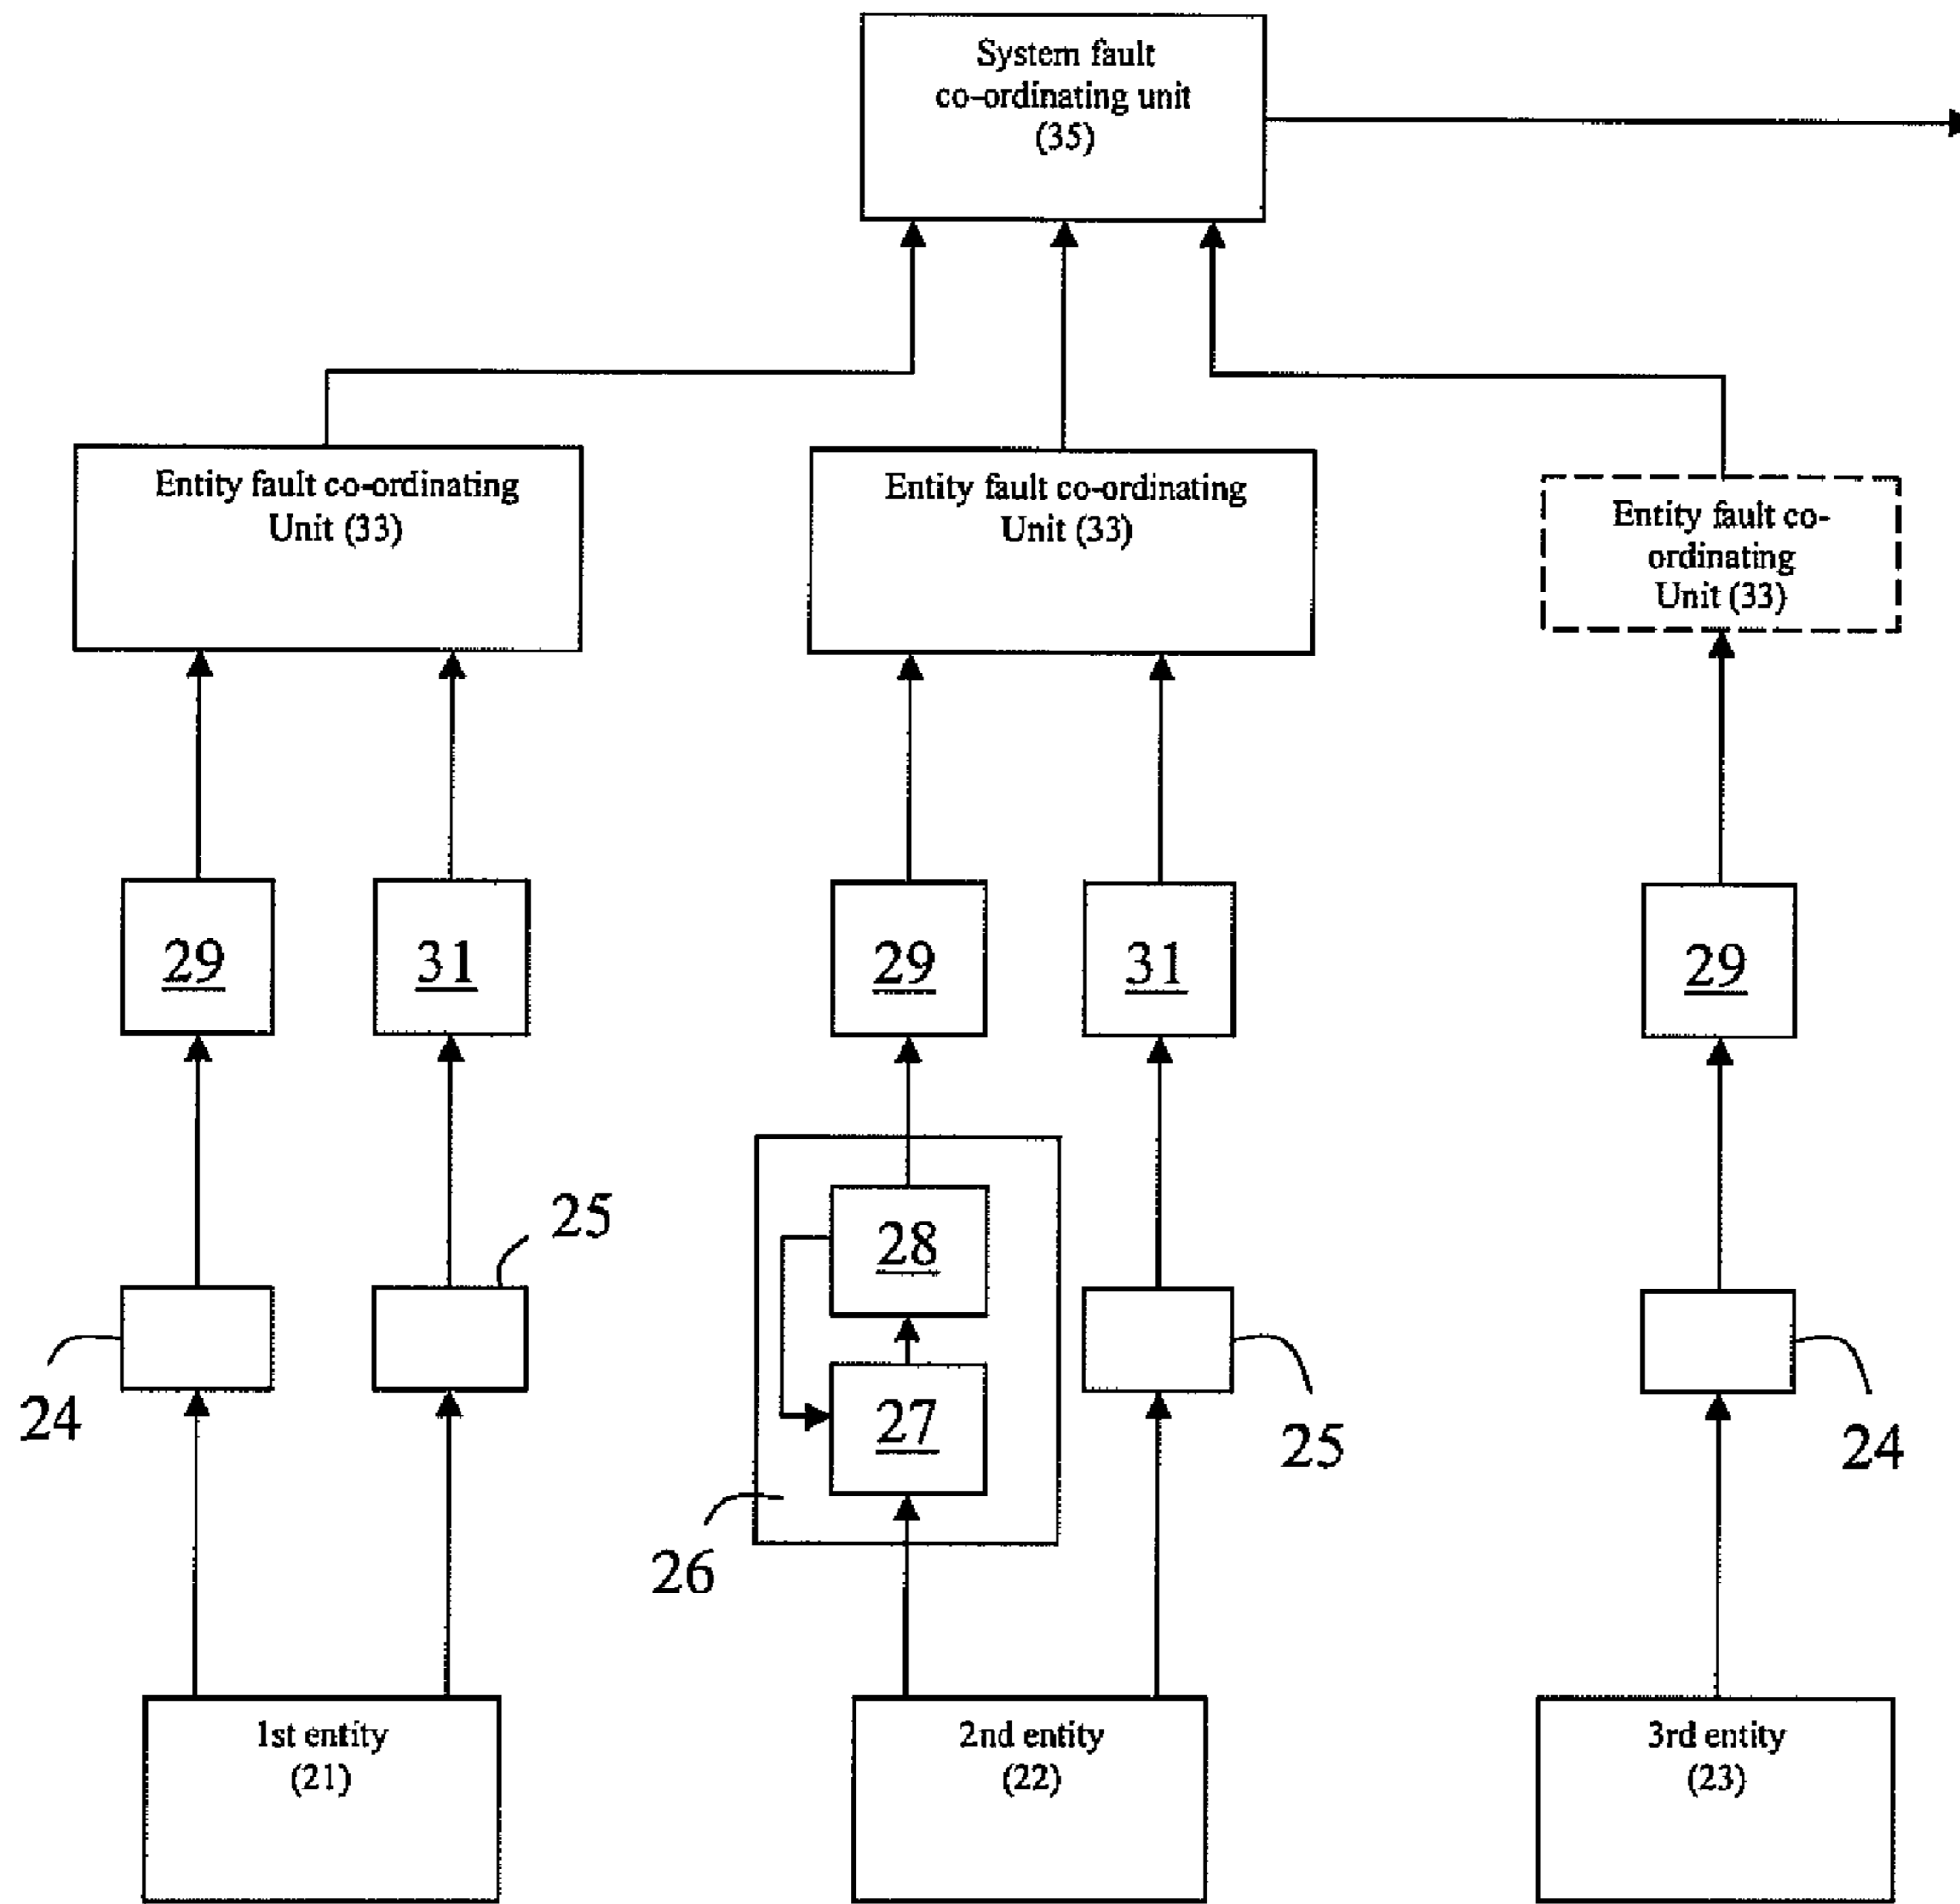 System fault
co-ordinating unit
(35)
Entity fault co-ordinating
Unit (33)
Entity fault co-ordinating
Unit (33)
Entity fault co-
ordinating
Unit (33)
29
31
29
31
29
25
28
24
27
25
24
26
1st entity
(21)
2nd entity
(22)
3rd entity
(23)